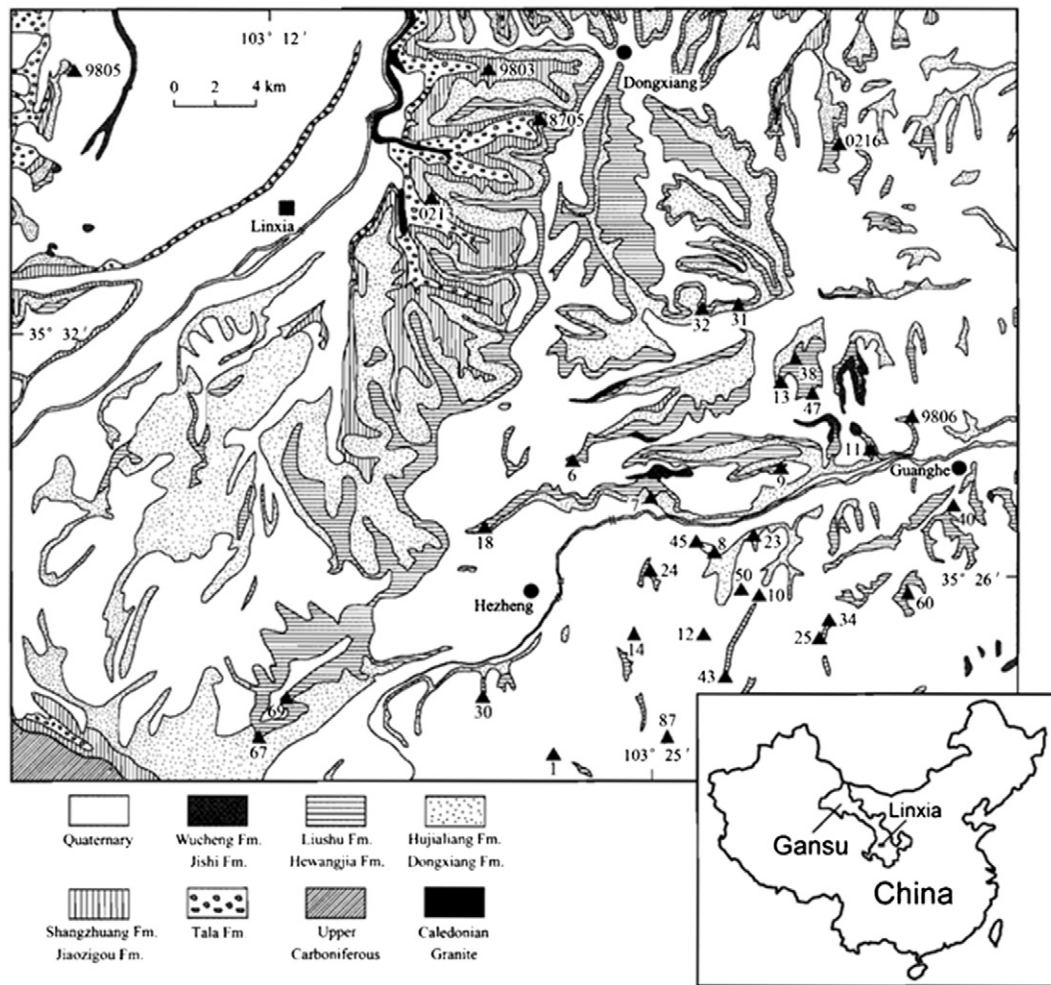 103° 12′
9805
0 2 4 km
9803
Dongxiang
8705
0216
Linxia
0213
35° 32′
32
31
38
13
47
9806
11
6
9
Guanghe
7
40
18
45
8
23
24
50
10
35° 26′
60
Hezheng
34
14
12
25
43
69
30
67
87
103° 25′
1
Quaternary
Wucheng Fm.
Jishi Fm.
Liushu Fm.
Hewangjia Fm.
Hujialiang Fm.
Dongxiang Fm.
Shangzhuang Fm.
Jiaozigou Fm.
Tala Fm.
Upper
Carboniferous
Caledonian
Granite
Linxia
Gansu
China